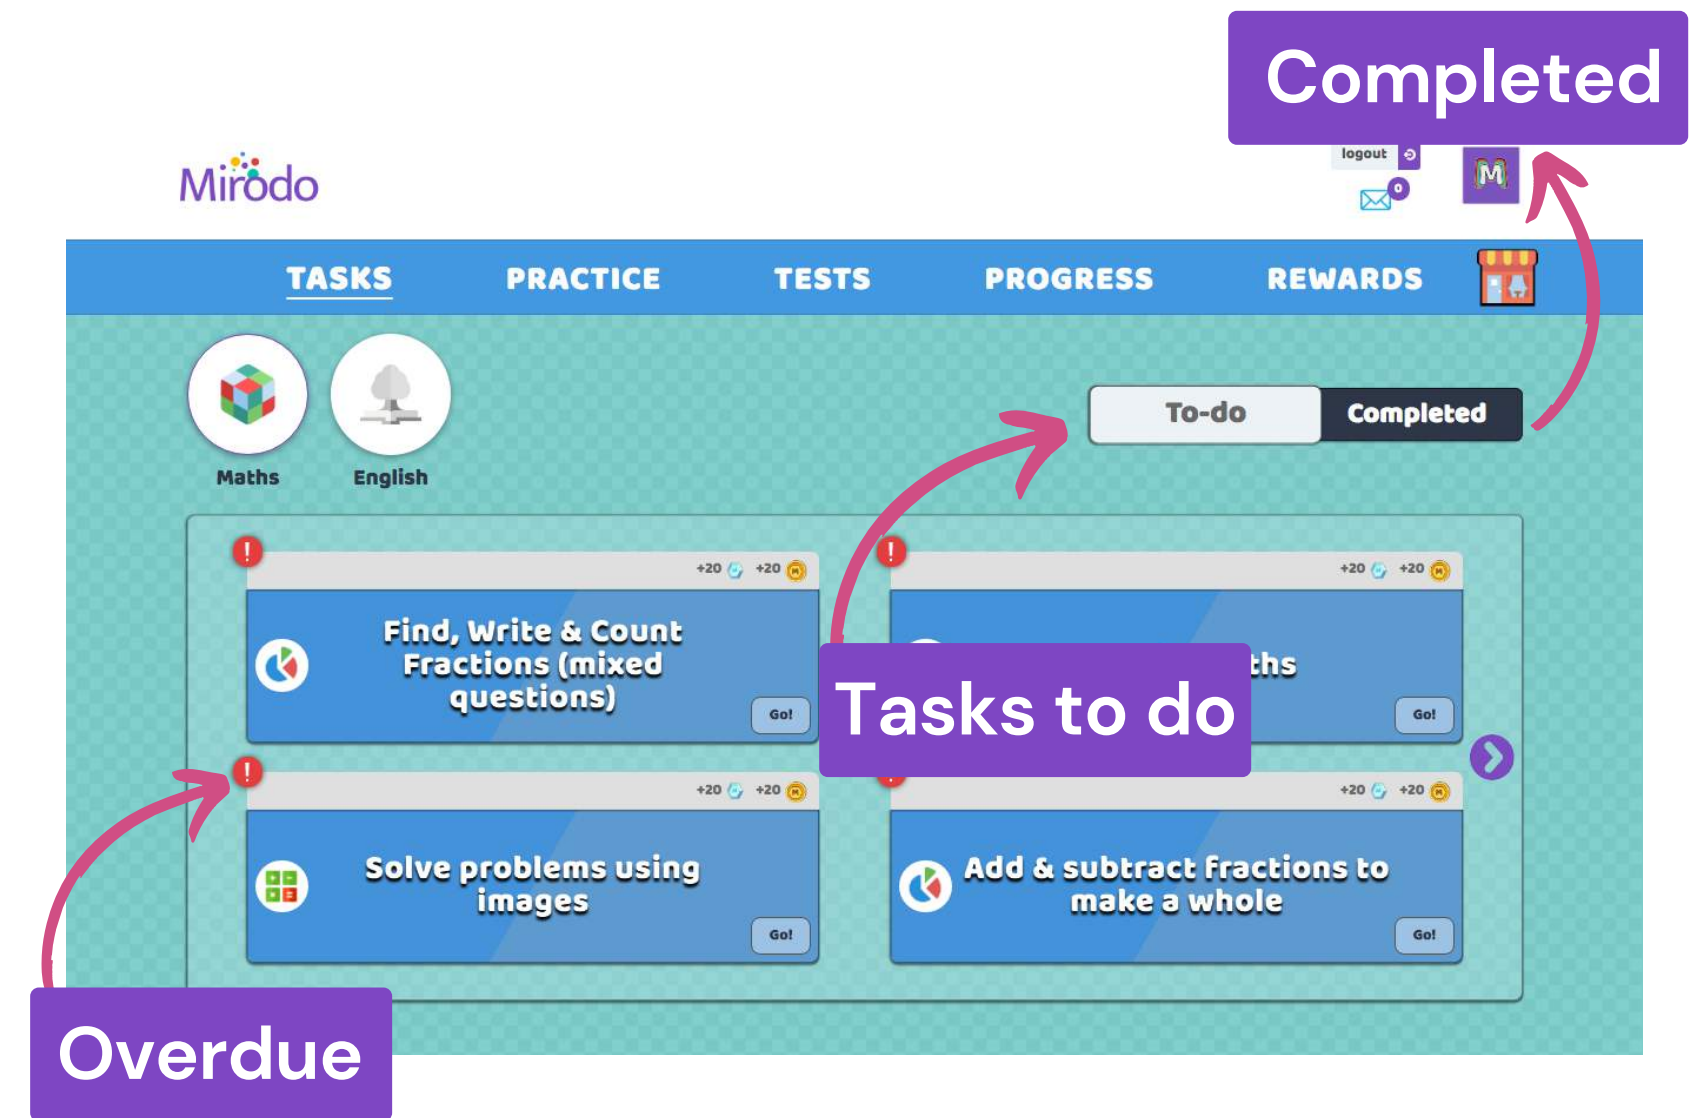 Completed
logout
Mirodo
M
0
TASKS PRACTICE TESTS PROGRESS REWARDS
To-do Completed
Maths English
! +20 +20 M
Find, Write & Count
Fractions (mixed
questions)
Go!
! +20 +20 M
Go!
Tasks to do
! +20 +20 M
Solve problems using
images
Go!
+20 +20 M
Add & subtract fractions to
make a whole
Go!
Overdue